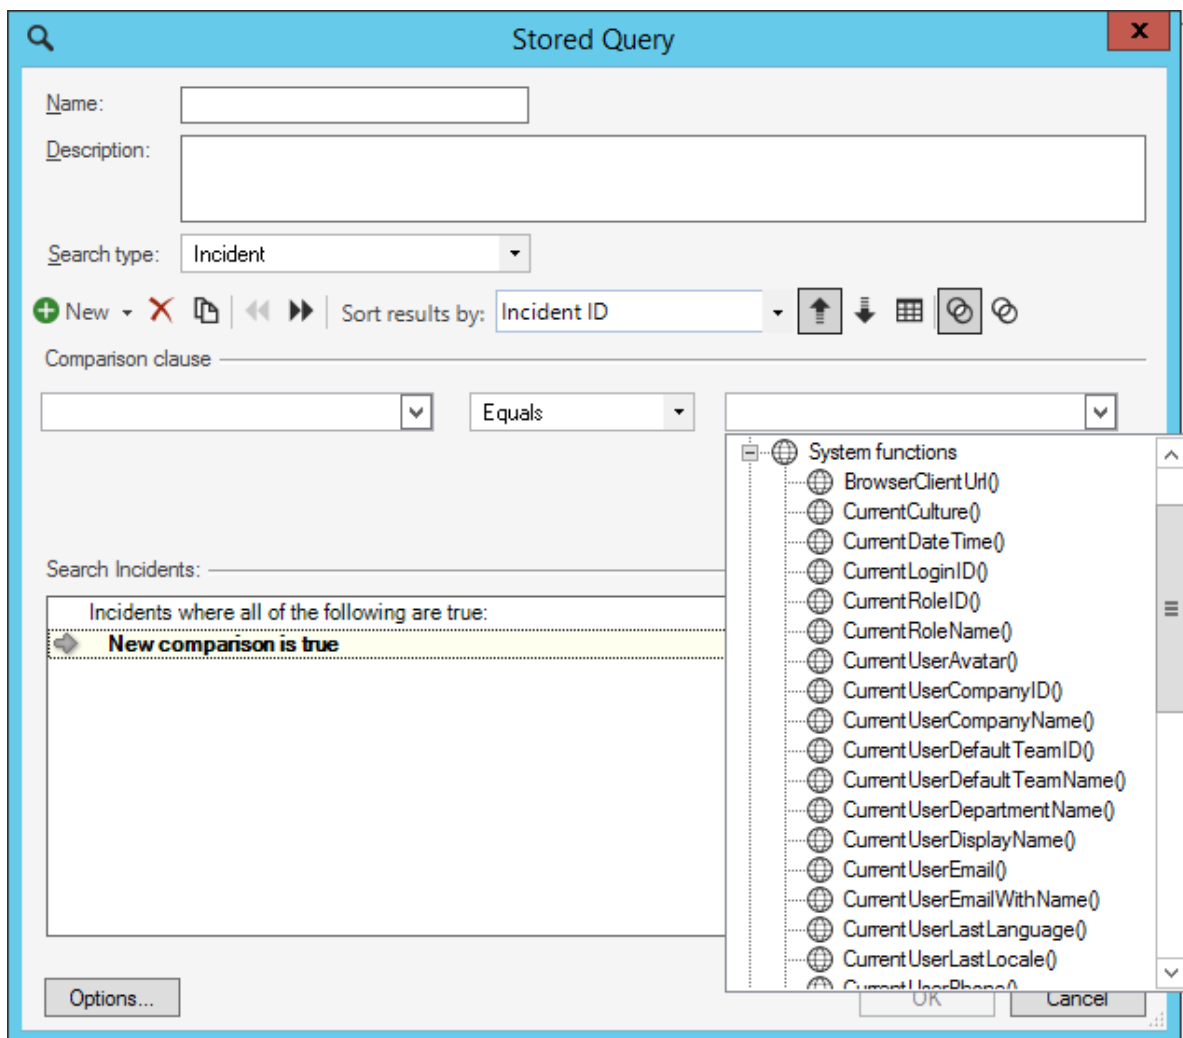 Stored Query
x
Name:
Description:
Search type: Incident
New Sort results by: Incident ID
Comparison clause
Equals
System functions
BrowserClientUrl()
CurrentCulture()
CurrentDateTime()
CurrentLoginID()
CurrentRoleID()
CurrentRoleName()
CurrentUserAvatar()
CurrentUserCompanyID()
CurrentUserCompanyName()
CurrentUserDefaultTeamID()
CurrentUserDefaultTeamName()
CurrentUserDepartmentName()
CurrentUserDisplayName()
CurrentUserEmail()
CurrentUserEmailWithName()
CurrentUserLastLanguage()
CurrentUserLastLocale()
CurrentUserPhone()
Search Incidents:
Incidents where all of the following are true:
New comparison is true
Options...
OK
Cancel